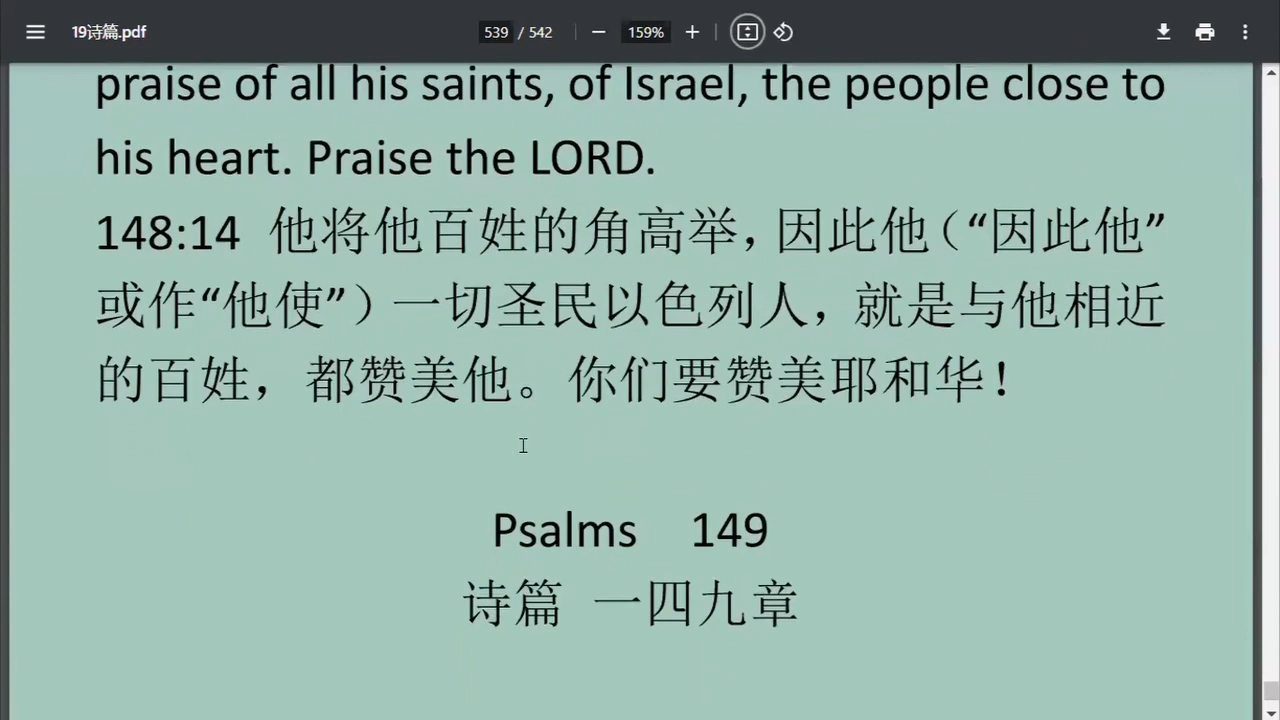 19诗篇.pdf
539 / 542
159%
praise of all his saints, of Israel, the people close to
his heart. Praise the LORD.
148:14 他将他百姓的角高举，因此他（“因此他”
或作“他使”）一切圣民以色列人，就是与他相近
的百姓，都赞美他。你们要赞美耶和华！
Psalms 149
诗篇 一四九章